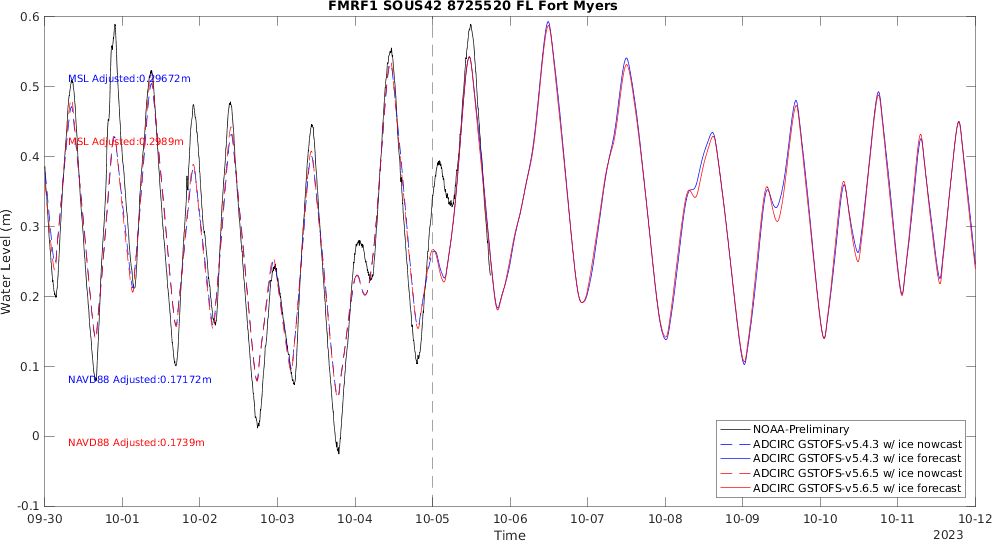 FMRF1 SOUS42 8725520 FL Fort Myers
Water Level (m)
0.6
0.5
0.4
0.3
0.2
0.1
0
-0.1
MSL Adjusted:0.29672m
MSL Adjusted:0.2989m
NAVD88 Adjusted:0.17172m
NAVD88 Adjusted:0.1739m
NOAA-Preliminary
ADCIRC GSTOFS-v5.4.3 w/ ice nowcast
ADCIRC GSTOFS-v5.4.3 w/ ice forecast
ADCIRC GSTOFS-v5.6.5 w/ ice nowcast
ADCIRC GSTOFS-v5.6.5 w/ ice forecast
09-30 10-01 10-02 10-03 10-04 10-05 10-06 10-07 10-08 10-09 10-10 10-11 10-12
Time
2023